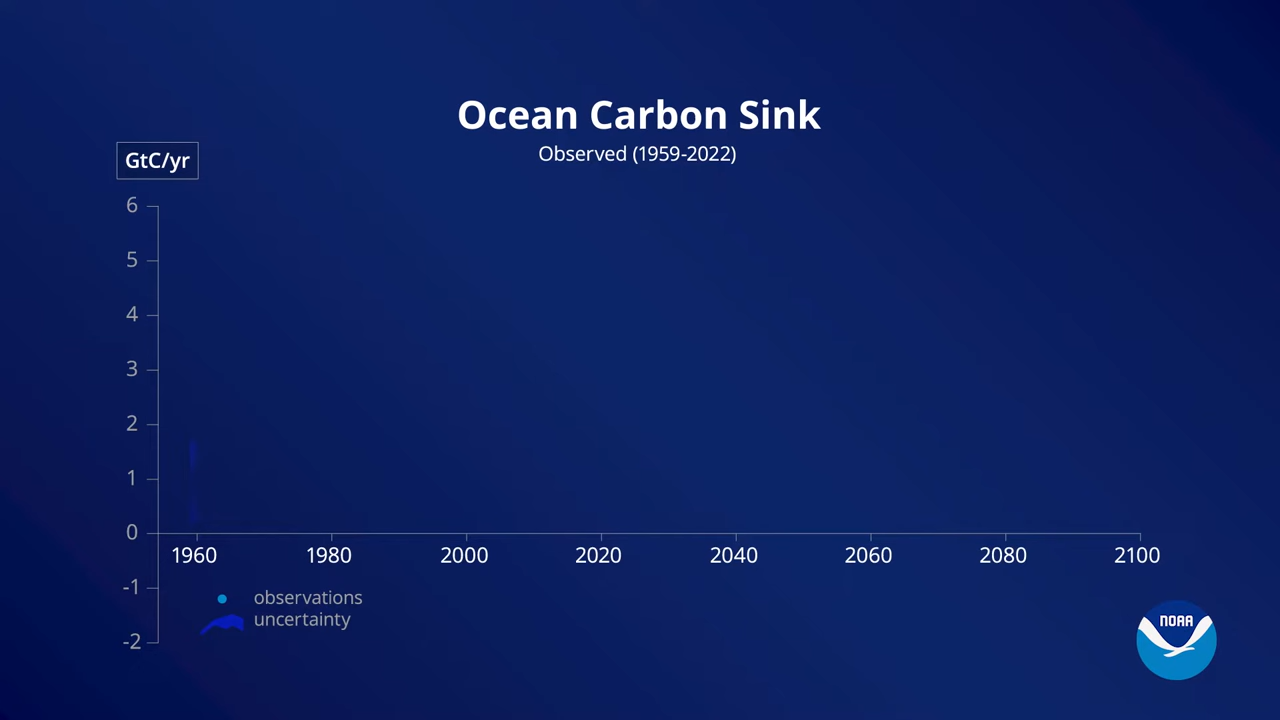 Ocean Carbon Sink
Observed (1959-2022)
GtC/yr
6
5
4
3
2
1
0
1960 1980 2000 2020 2040 2060 2080 2100
-1
observations
uncertainty
-2
NOAA